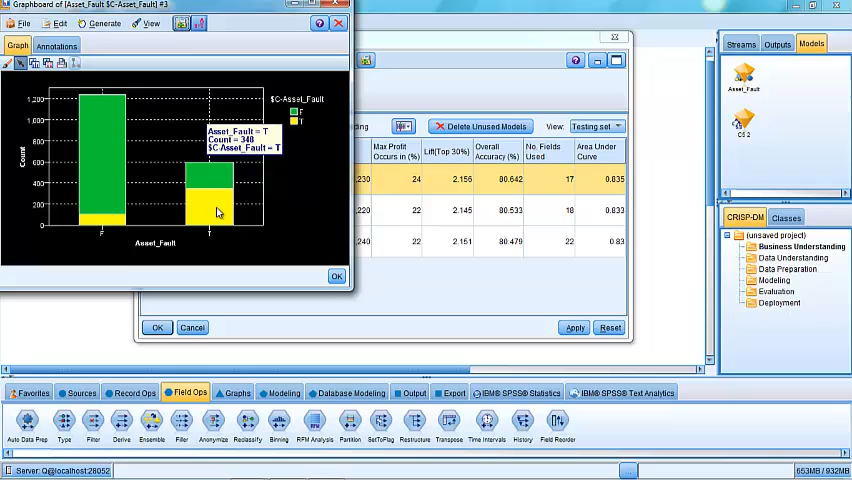 Graphboard of [Asset_Fault $C-Asset_Fault] #3
File Edit Generate View
Graph Annotations
$C-Asset_Fault
F
T
1,200
1,000
800
600
400
200
0
Count
F T
Asset_Fault
Asset_Fault = T
Count = 348
$C-Asset_Fault = T
OK
Delete Unused Models View: Testing set
Max Profit Occurs in (%) Lift(Top 30%) Overall Accuracy (%) No. Fields Used Area Under Curve
,230 24 2.156 80.642 17 0.835
,220 22 2.145 80.533 18 0.833
,240 22 2.151 80.479 22 0.83
OK Cancel Apply Reset
Streams Outputs Models
Asset_Fault
C5 2
CRISP-DM Classes
(unsaved project)
Business Understanding
Data Understanding
Data Preparation
Modeling
Evaluation
Deployment
Favorites Sources Record Ops Field Ops Graphs Modeling Database Modeling Output Export IBM® SPSS® Statistics IBM® SPSS® Text Analytics
Auto Data Prep Type Filter Derive Ensemble Filler Anonymize Reclassify Binning RFM Analysis Partition SetToFlag Restructure Transpose Time Intervals History Field Reorder
Server: Q@localhost:28052
...
653MB / 932MB